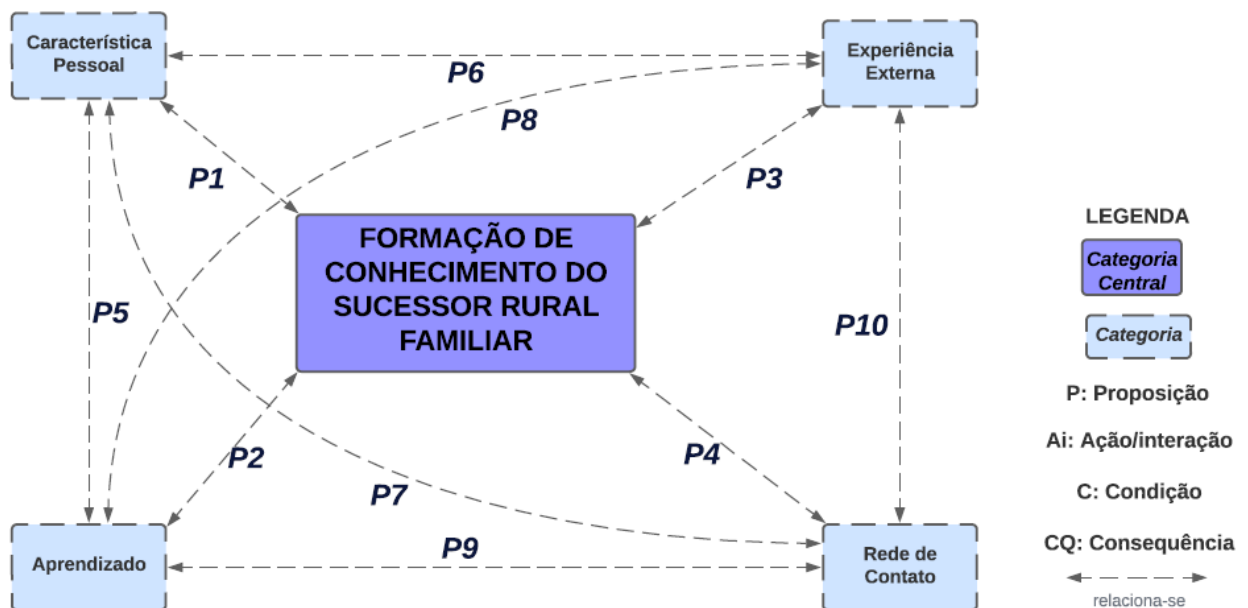 Característica
Pessoal
Experiência
Externa
P6
P8
P1
P3
FORMAÇÃO DE
CONHECIMENTO DO
SUCESSOR RURAL
FAMILIAR
P5
P10
P2
P4
P7
P9
Aprendizado
Rede de
Contato
LEGENDA
Categoria
Central
Categoria
P: Proposição
Ai: Ação/interação
C: Condição
CQ: Consequência
relaciona-se